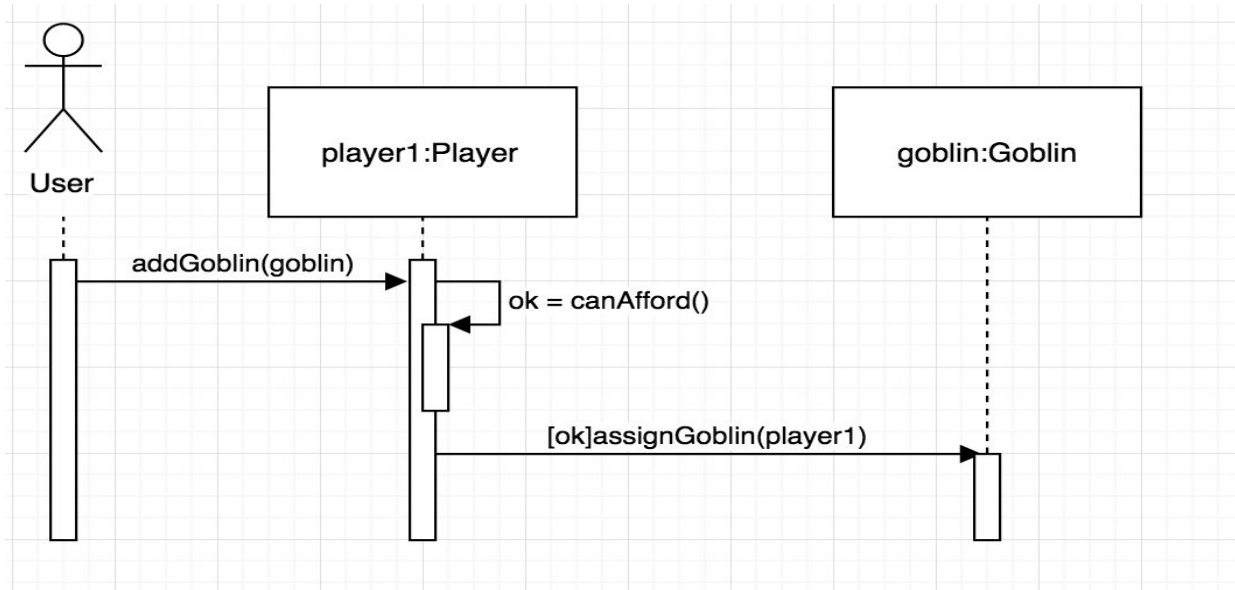 User
player1:Player
goblin:Goblin
addGoblin(goblin)
ok = canAfford()
[ok]assignGoblin(player1)